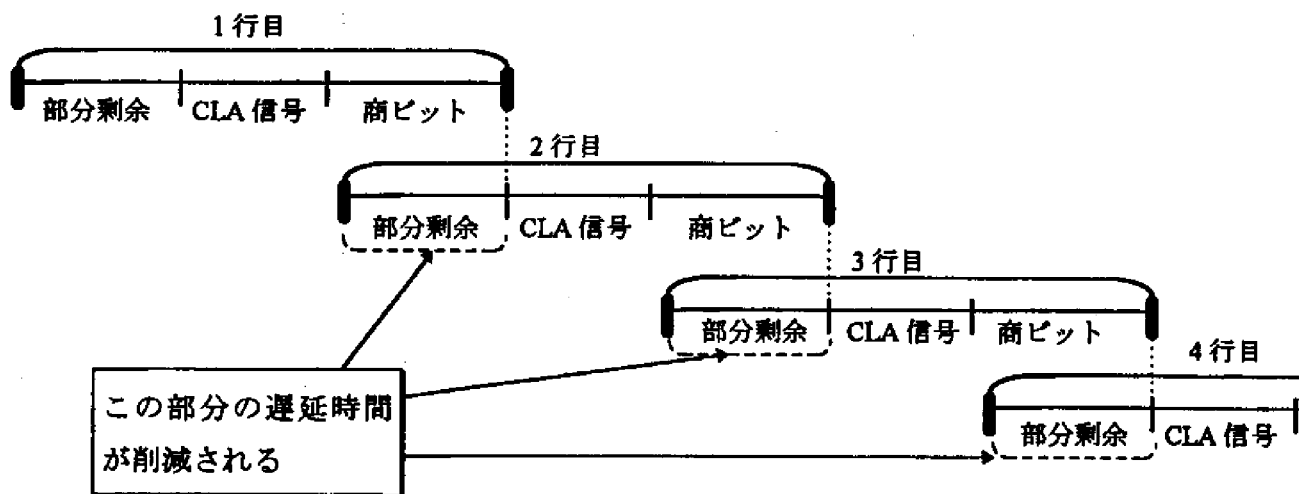 1行目
部分剰余 CLA信号 商ビット
2行目
部分剰余 CLA信号 商ビット
3行目
部分剰余 CLA信号 商ビット
4行目
部分剰余 CLA信号
この部分の遅延時間
が削減される